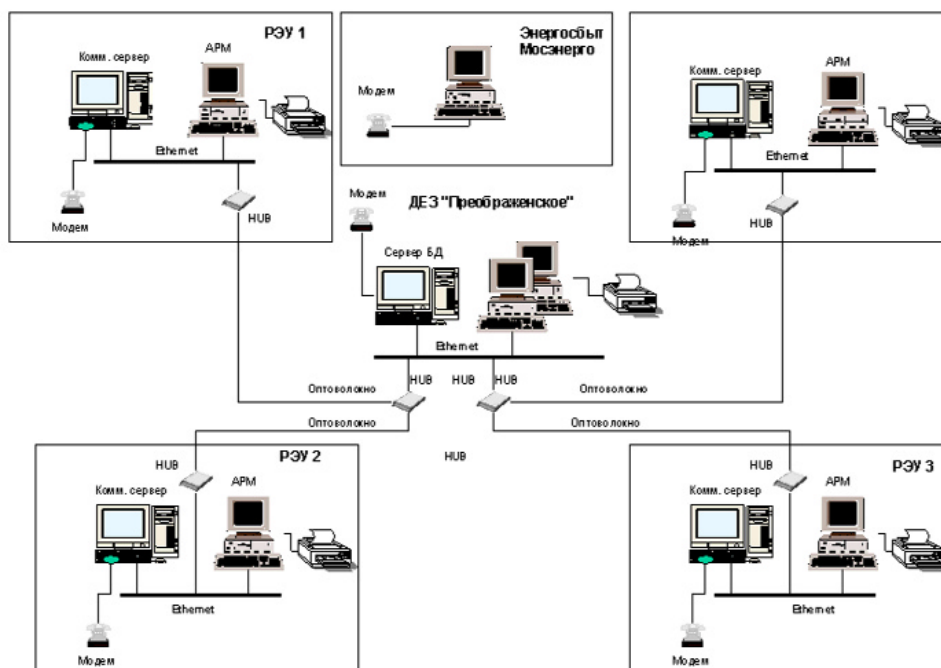 РЭУ 1
Комм. сервер
АРМ
Ethernet
Модем
HUB
Энергосбыт
Мосэнерго
Модем
Комм. сервер
АРМ
Ethernet
Модем
HUB
ДЕЗ "Преображенское"
Модем
Сервер БД
Ethernet
HUB
HUB
HUB
Оптоволокно
Оптоволокно
Оптоволокно
Оптоволокно
HUB
РЭУ 2
HUB
Комм. сервер
АРМ
Ethernet
Модем
РЭУ 3
HUB
Комм. сервер
АРМ
Ethernet
Модем